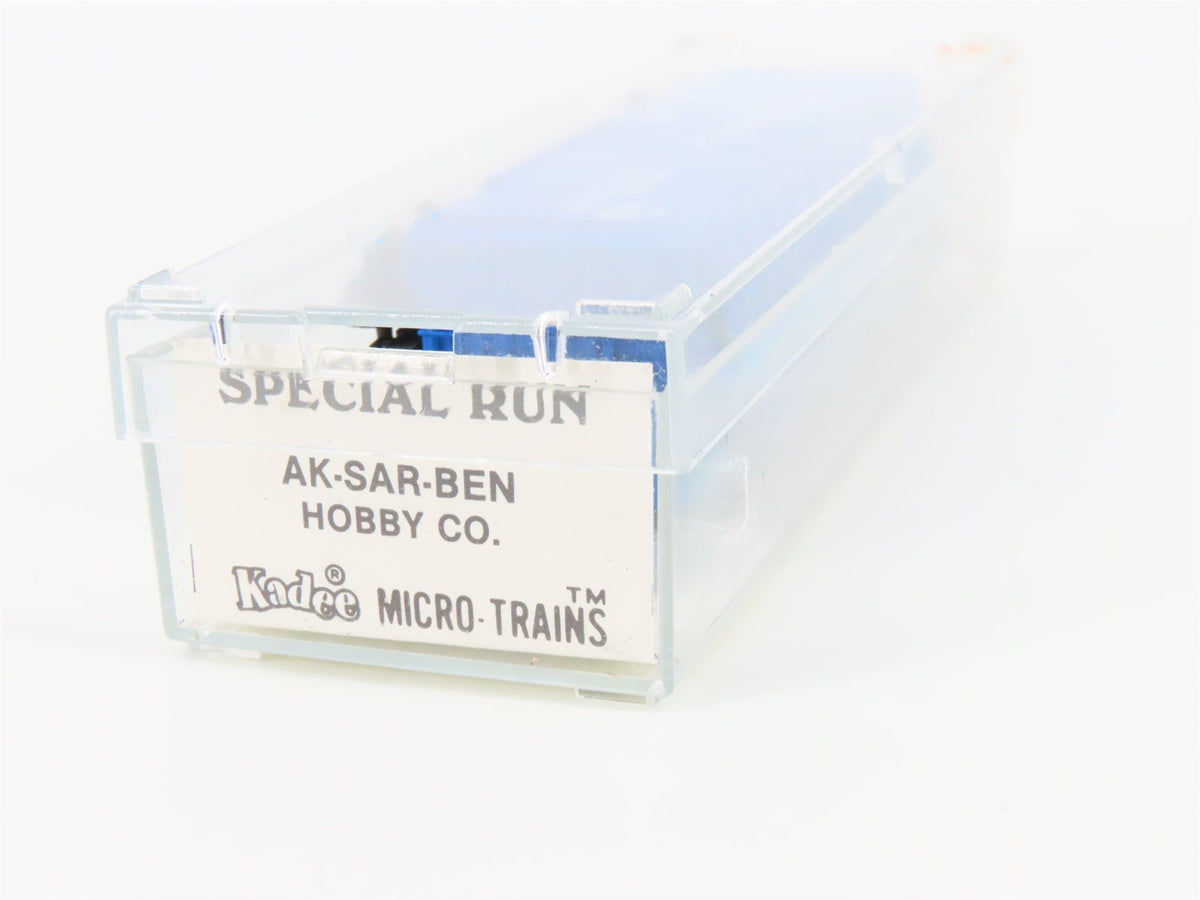 SPECIAL RUN
AK-SAR-BEN
HOBBY CO.
Kadee® MICRO-TRAINS™